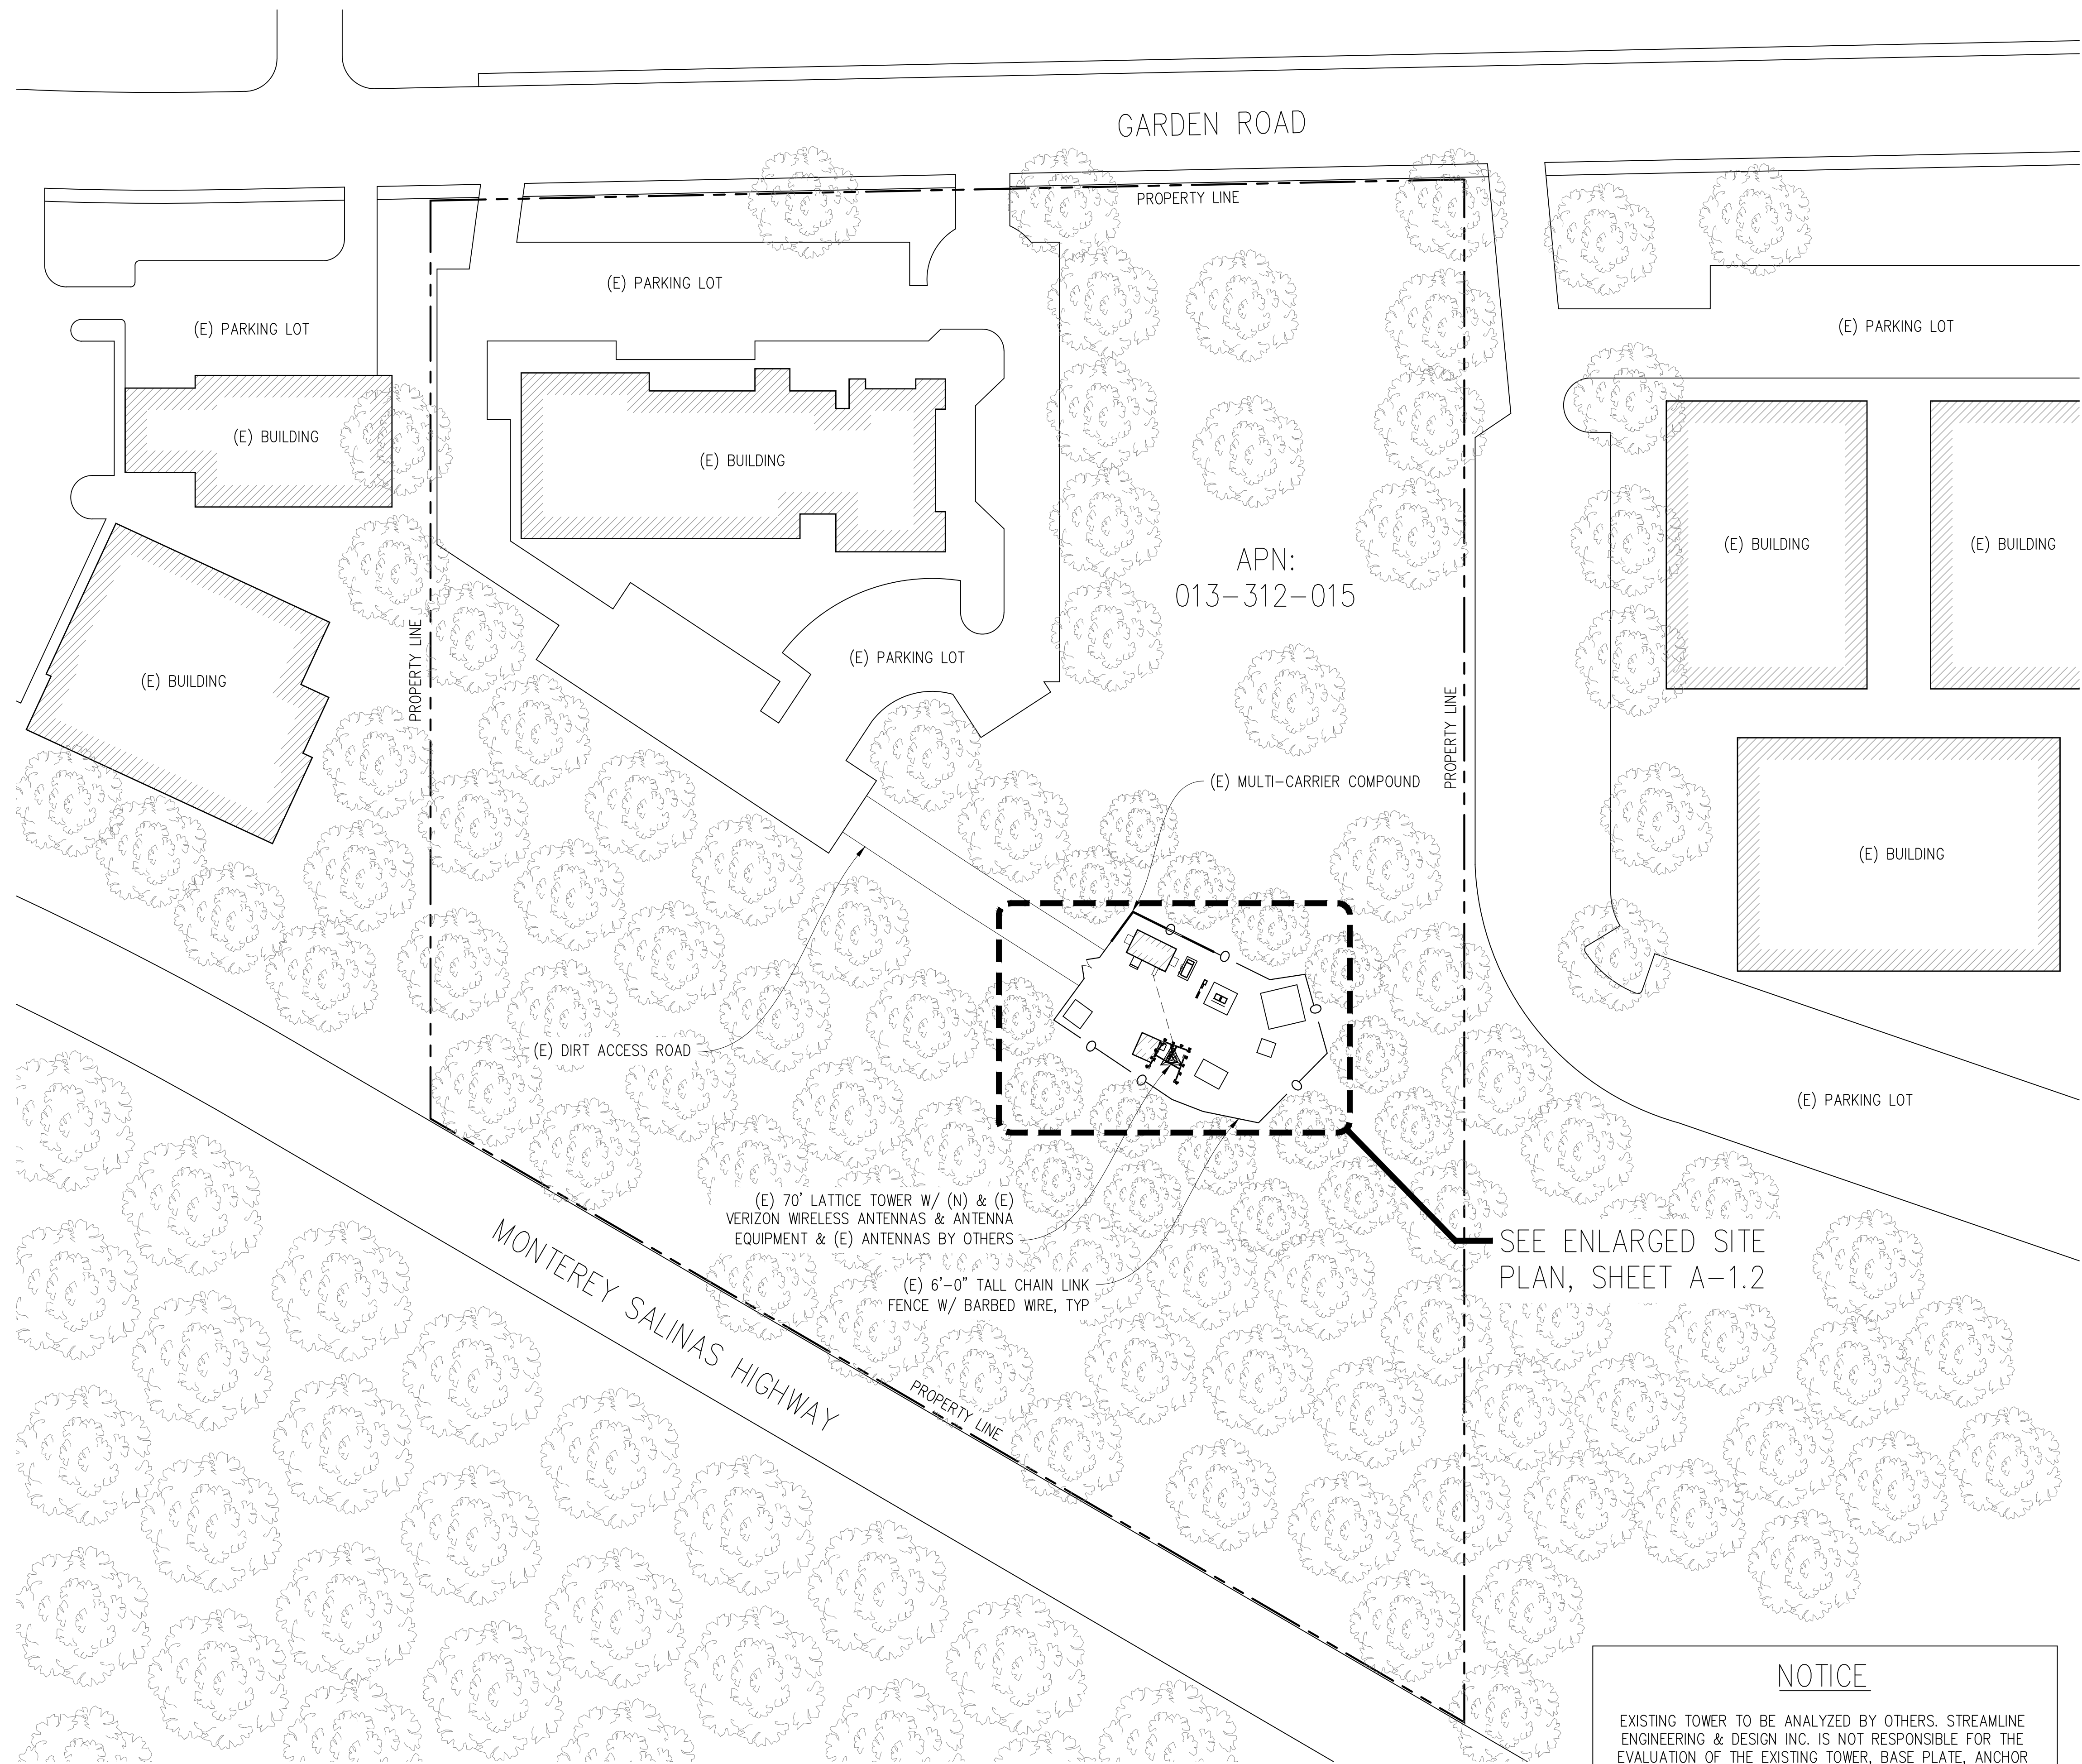 GARDEN ROAD
PROPERTY LINE
(E) PARKING LOT
(E) PARKING LOT
(E) PARKING LOT
(E) BUILDING
(E) BUILDING
(E) BUILDING
(E) BUILDING
APN:
013-312-015
PROPERTY LINE
(E) PARKING LOT
(E) BUILDING
PROPERTY LINE
(E) MULTI-CARRIER COMPOUND
(E) BUILDING
(E) DIRT ACCESS ROAD
(E) PARKING LOT
(E) 70' LATTICE TOWER W/ (N) & (E)
VERIZON WIRELESS ANTENNAS & ANTENNA
EQUIPMENT & (E) ANTENNAS BY OTHERS
SEE ENLARGED SITE
PLAN, SHEET A-1.2
(E) 6'-0" TALL CHAIN LINK
FENCE W/ BARBED WIRE, TYP
MONTEREY SALINAS HIGHWAY
PROPERTY LINE
NOTICE
EXISTING TOWER TO BE ANALYZED BY OTHERS. STREAMLINE
ENGINEERING & DESIGN INC. IS NOT RESPONSIBLE FOR THE
EVALUATION OF THE EXISTING TOWER, BASE PLATE, ANCHOR